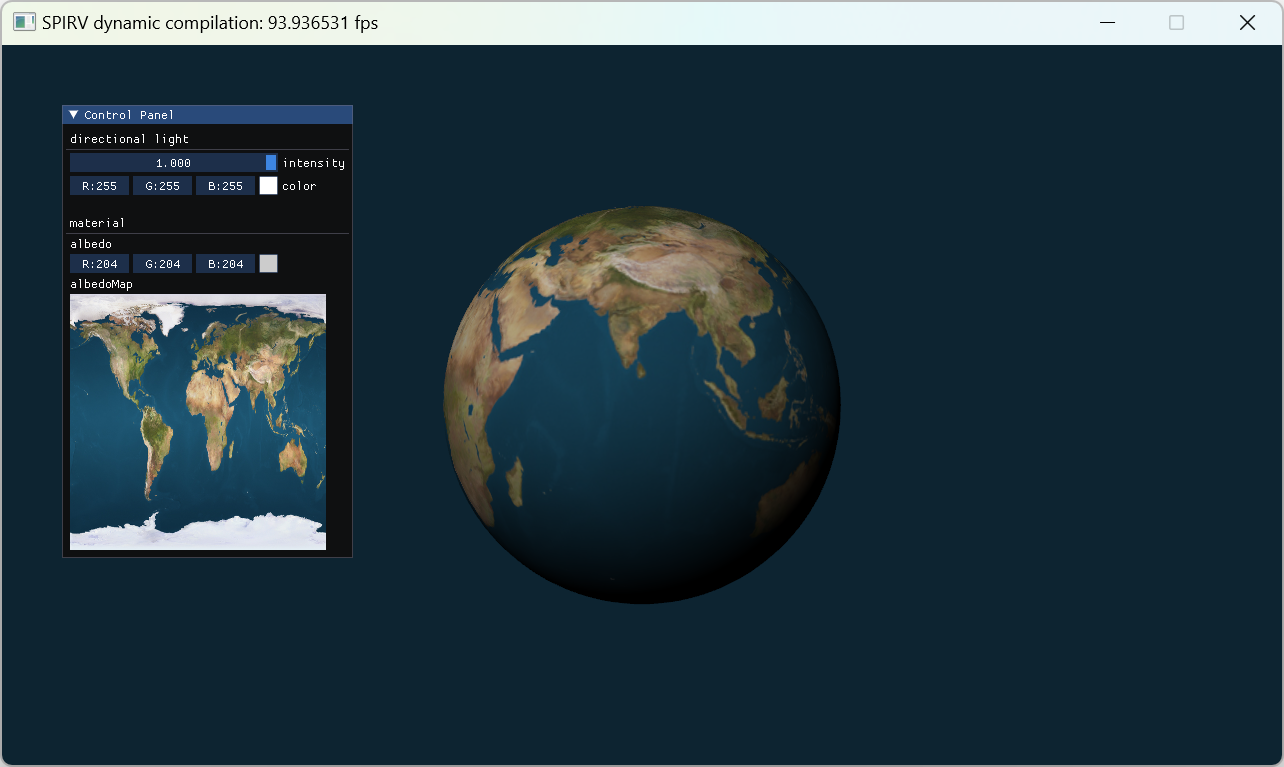 SPIRV dynamic compilation: 93.936531 fps
Control Panel
directional light
1.000 intensity
R:255 G:255 B:255 color
material
albedo
R:204 G:204 B:204
albedoMap